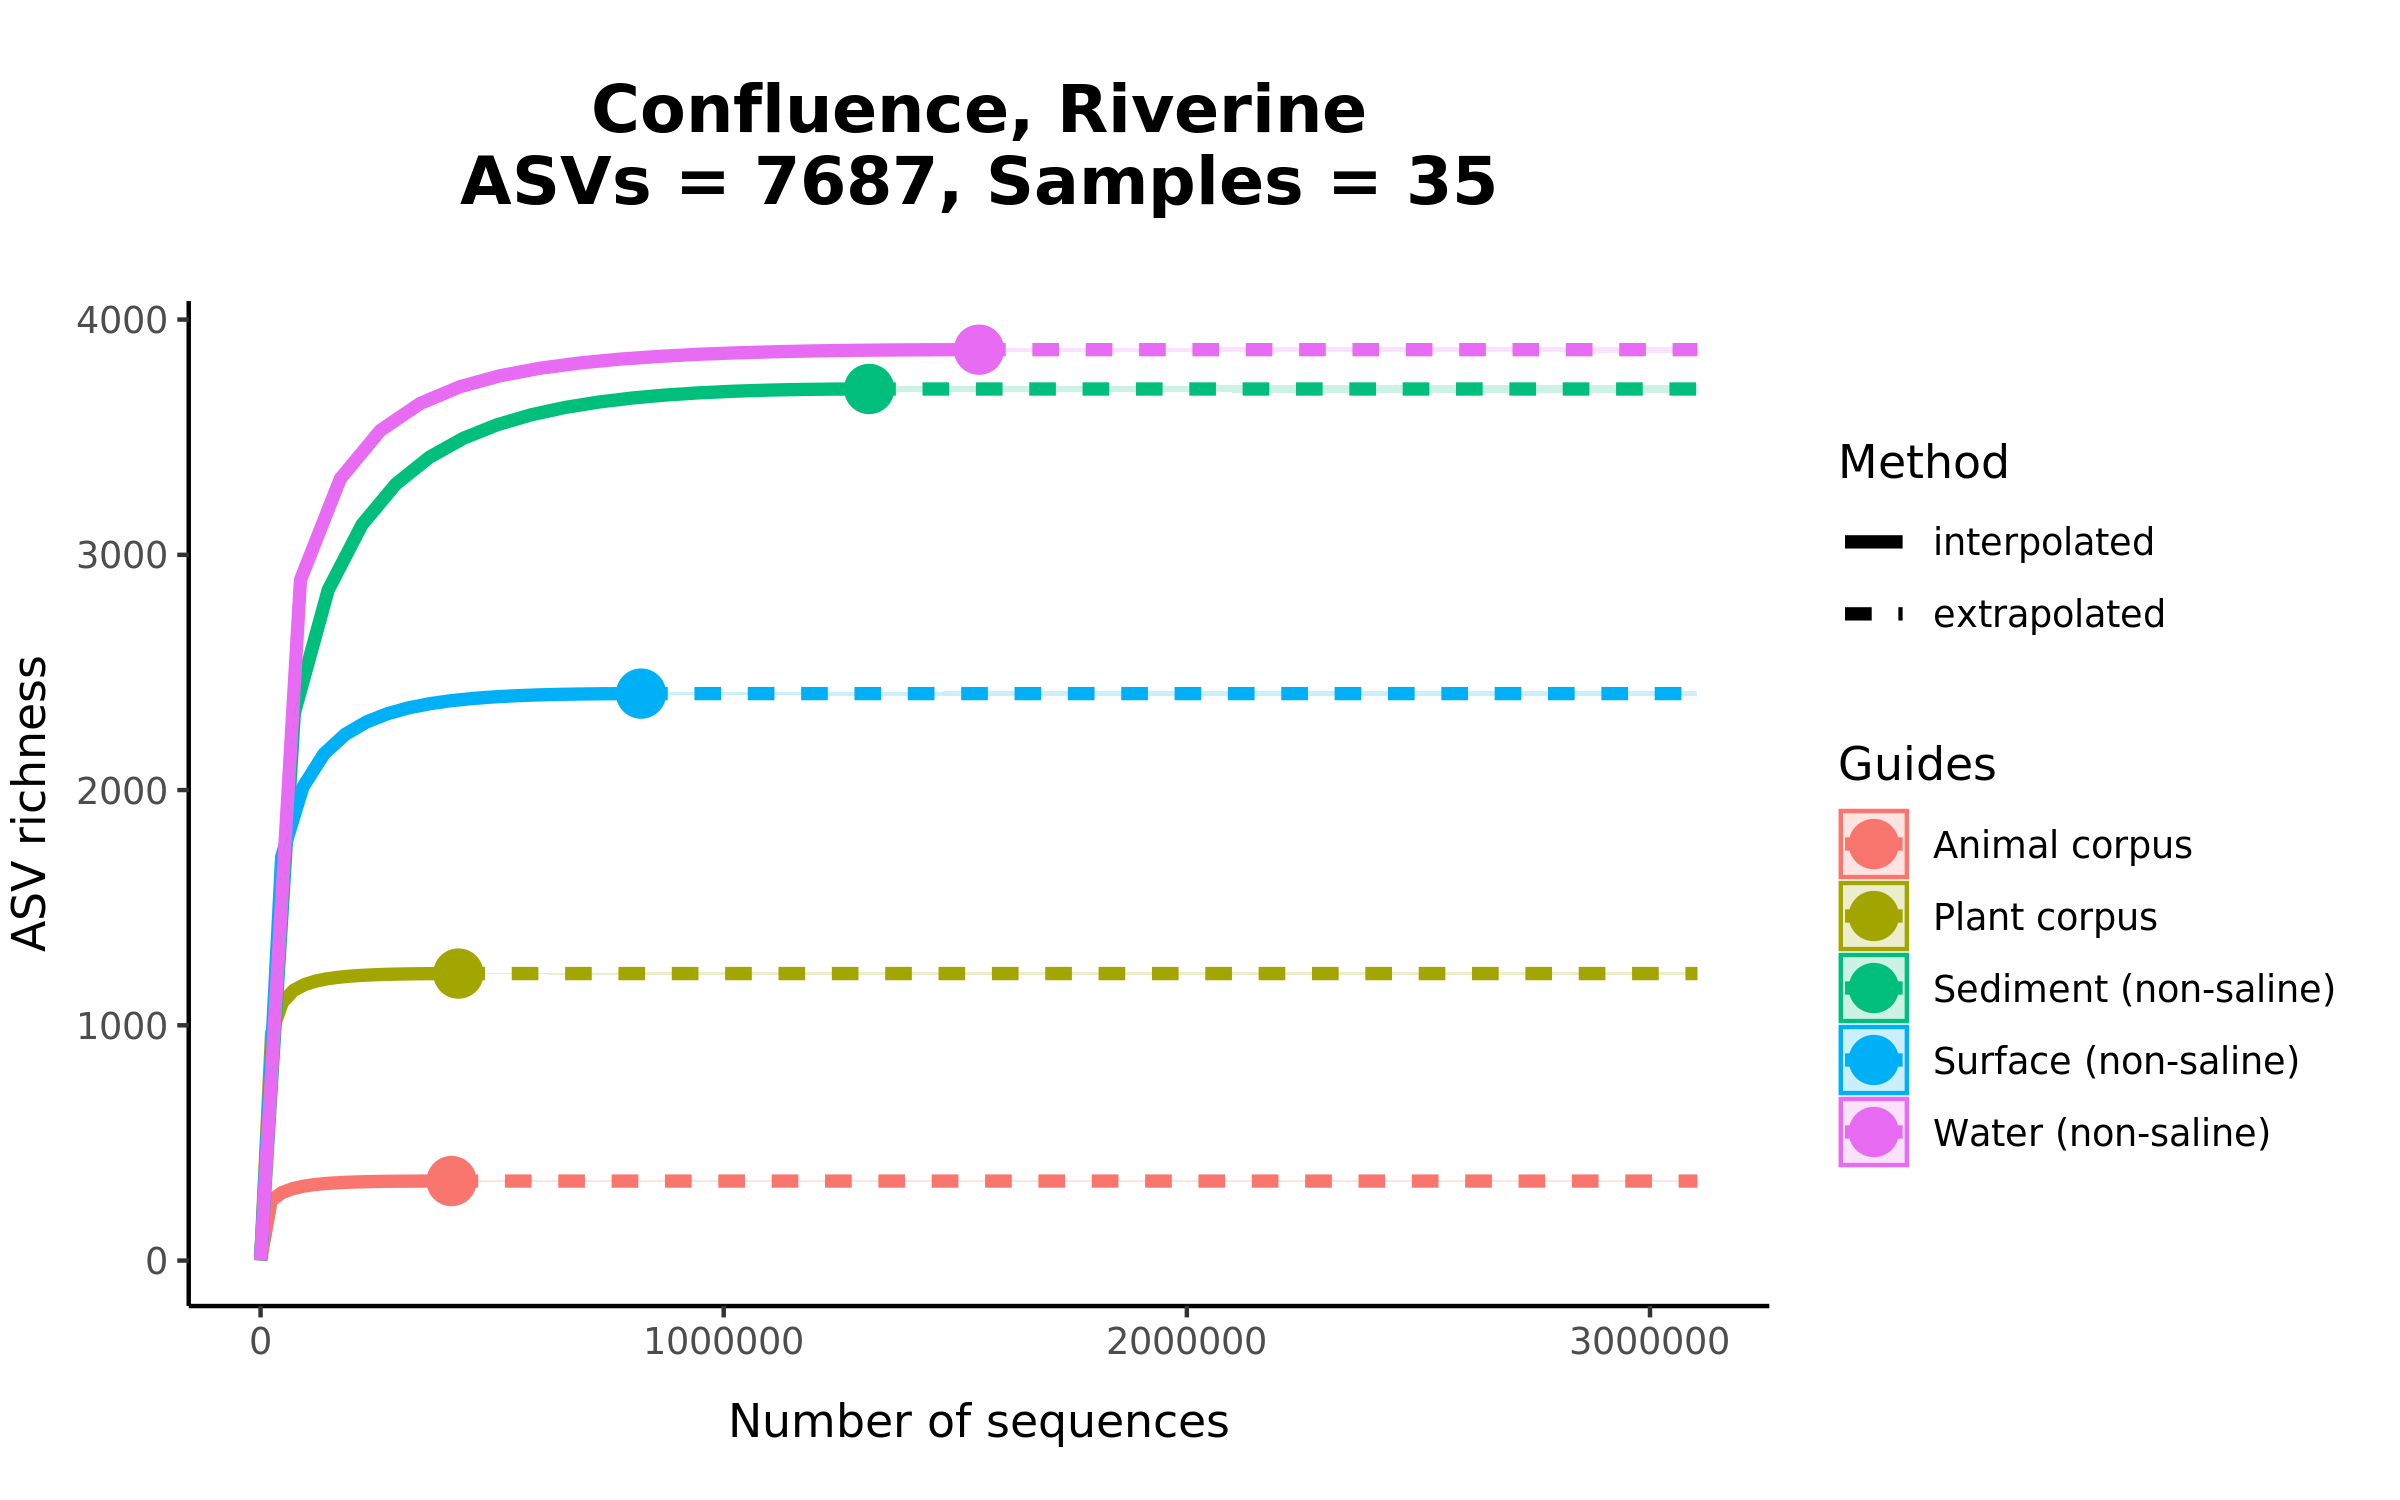 Confluence, Riverine
ASVs = 7687, Samples = 35
4000
3000
2000
1000
0
ASV richness
0 1000000 2000000 3000000
Number of sequences
Method
interpolated
extrapolated
Guides
Animal corpus
Plant corpus
Sediment (non-saline)
Surface (non-saline)
Water (non-saline)